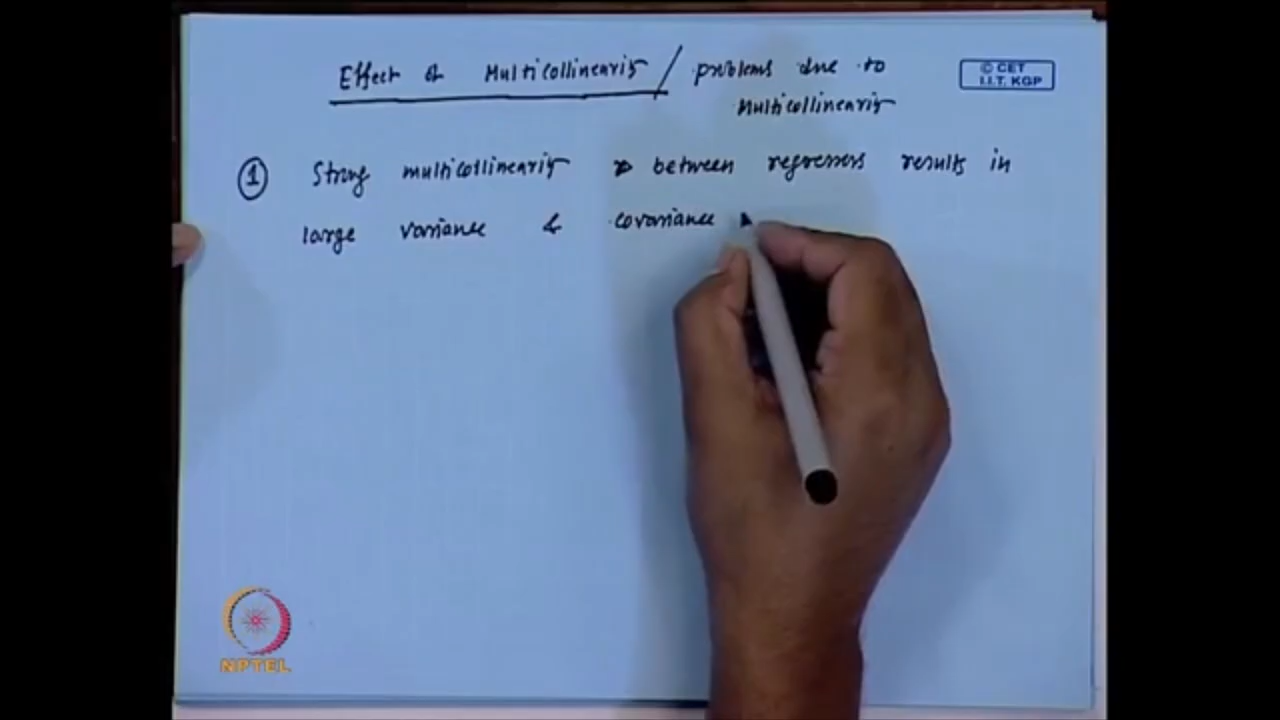 Effect of Multicollinearity / problems due to
Multicollinearity
© CET
I.I.T. KGP
① Strong multicollinearity between regressors results in
large variance & covariance
NPTEL